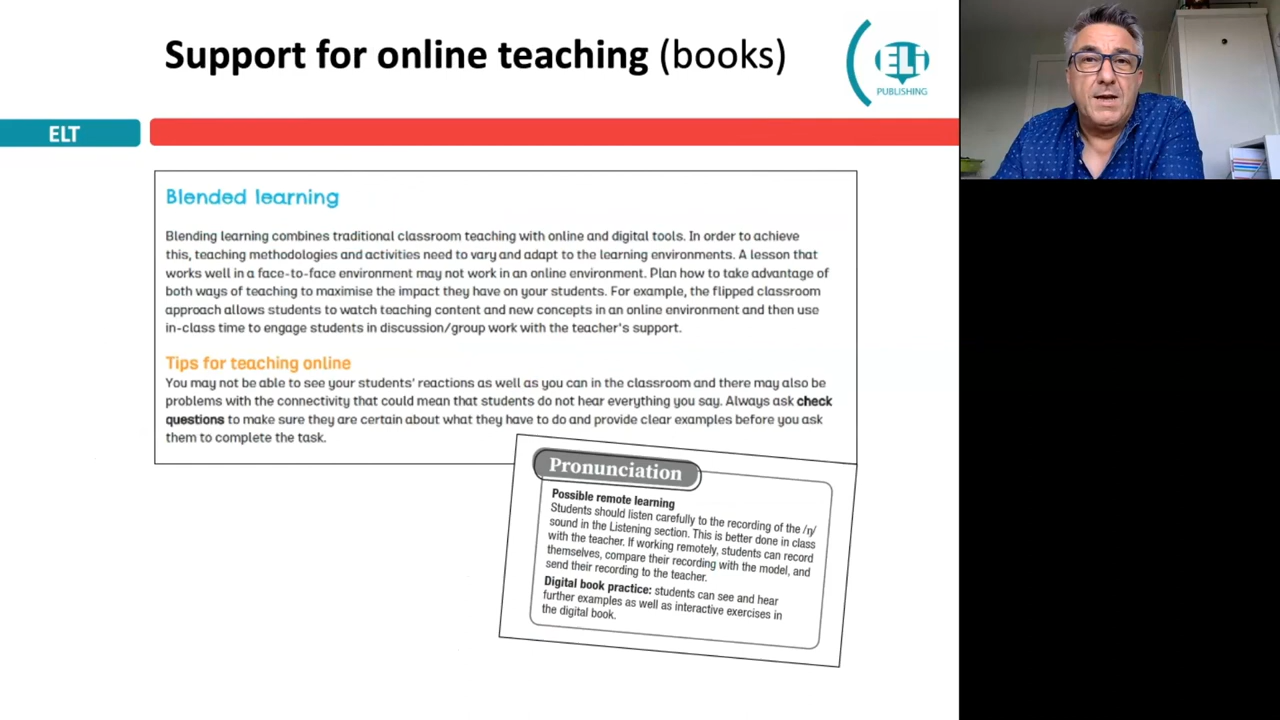 Support for online teaching (books)
ELi
PUBLISHING
ELT
Blended learning
Blending learning combines traditional classroom teaching with online and digital tools. In order to achieve
this, teaching methodologies and activities need to vary and adapt to the learning environments. A lesson that
works well in a face-to-face environment may not work in an online environment. Plan how to take advantage of
both ways of teaching to maximise the impact they have on your students. For example, the flipped classroom
approach allows students to watch teaching content and new concepts in an online environment and then use
in-class time to engage students in discussion/group work with the teacher's support.
Tips for teaching online
You may not be able to see your students' reactions as well as you can in the classroom and there may also be
problems with the connectivity that could mean that students do not hear everything you say. Always ask check
questions to make sure they are certain about what they have to do and provide clear examples before you ask
them to complete the task.
Pronunciation
Possible remote learning
Students should listen carefully to the recording of the /ŋ/
sound in the Listening section. This is better done in class
with the teacher. If working remotely, students can record
themselves, compare their recording with the model, and
send their recording to the teacher.
Digital book practice: students can see and hear
further examples as well as interactive exercises in
the digital book.